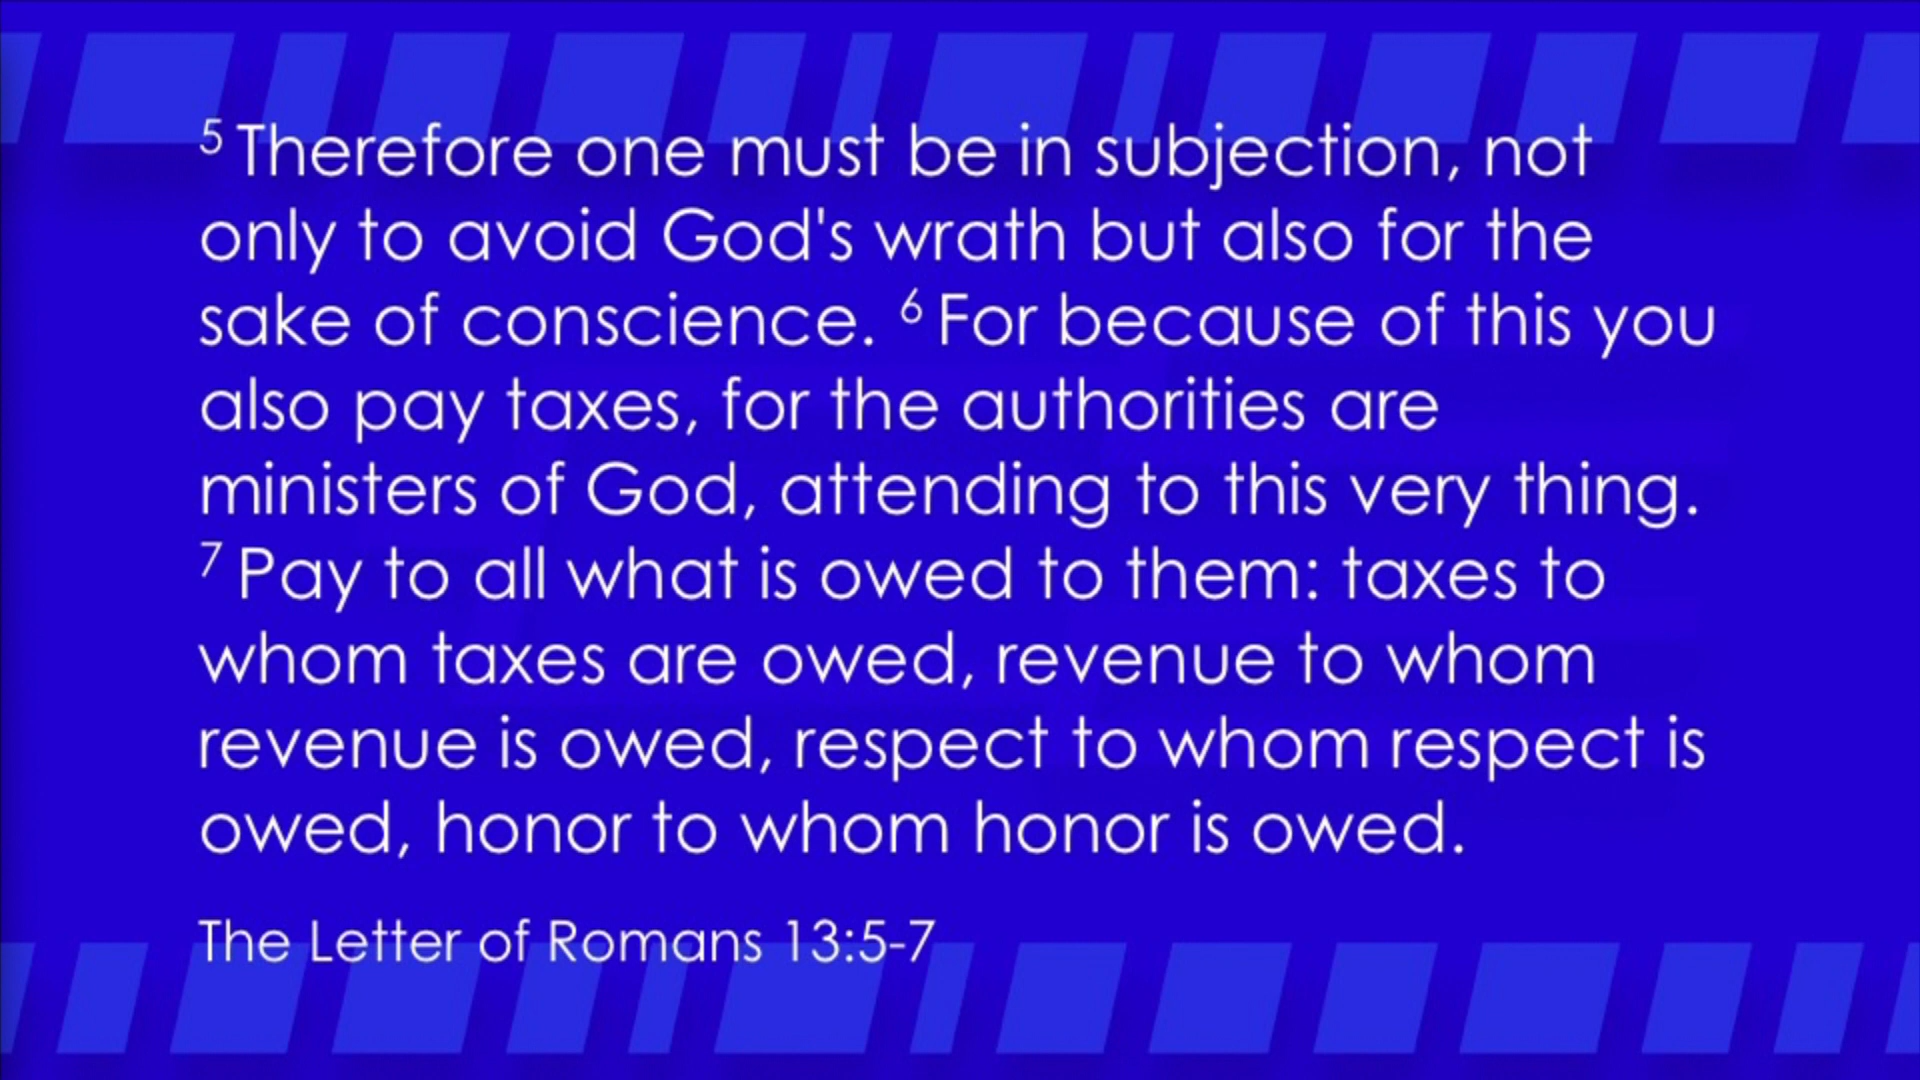 5 Therefore one must be in subjection, not
only to avoid God's wrath but also for the
sake of conscience. 6 For because of this you
also pay taxes, for the authorities are
ministers of God, attending to this very thing.
7 Pay to all what is owed to them: taxes to
whom taxes are owed, revenue to whom
revenue is owed, respect to whom respect is
owed, honor to whom honor is owed.
The Letter of Romans 13:5-7